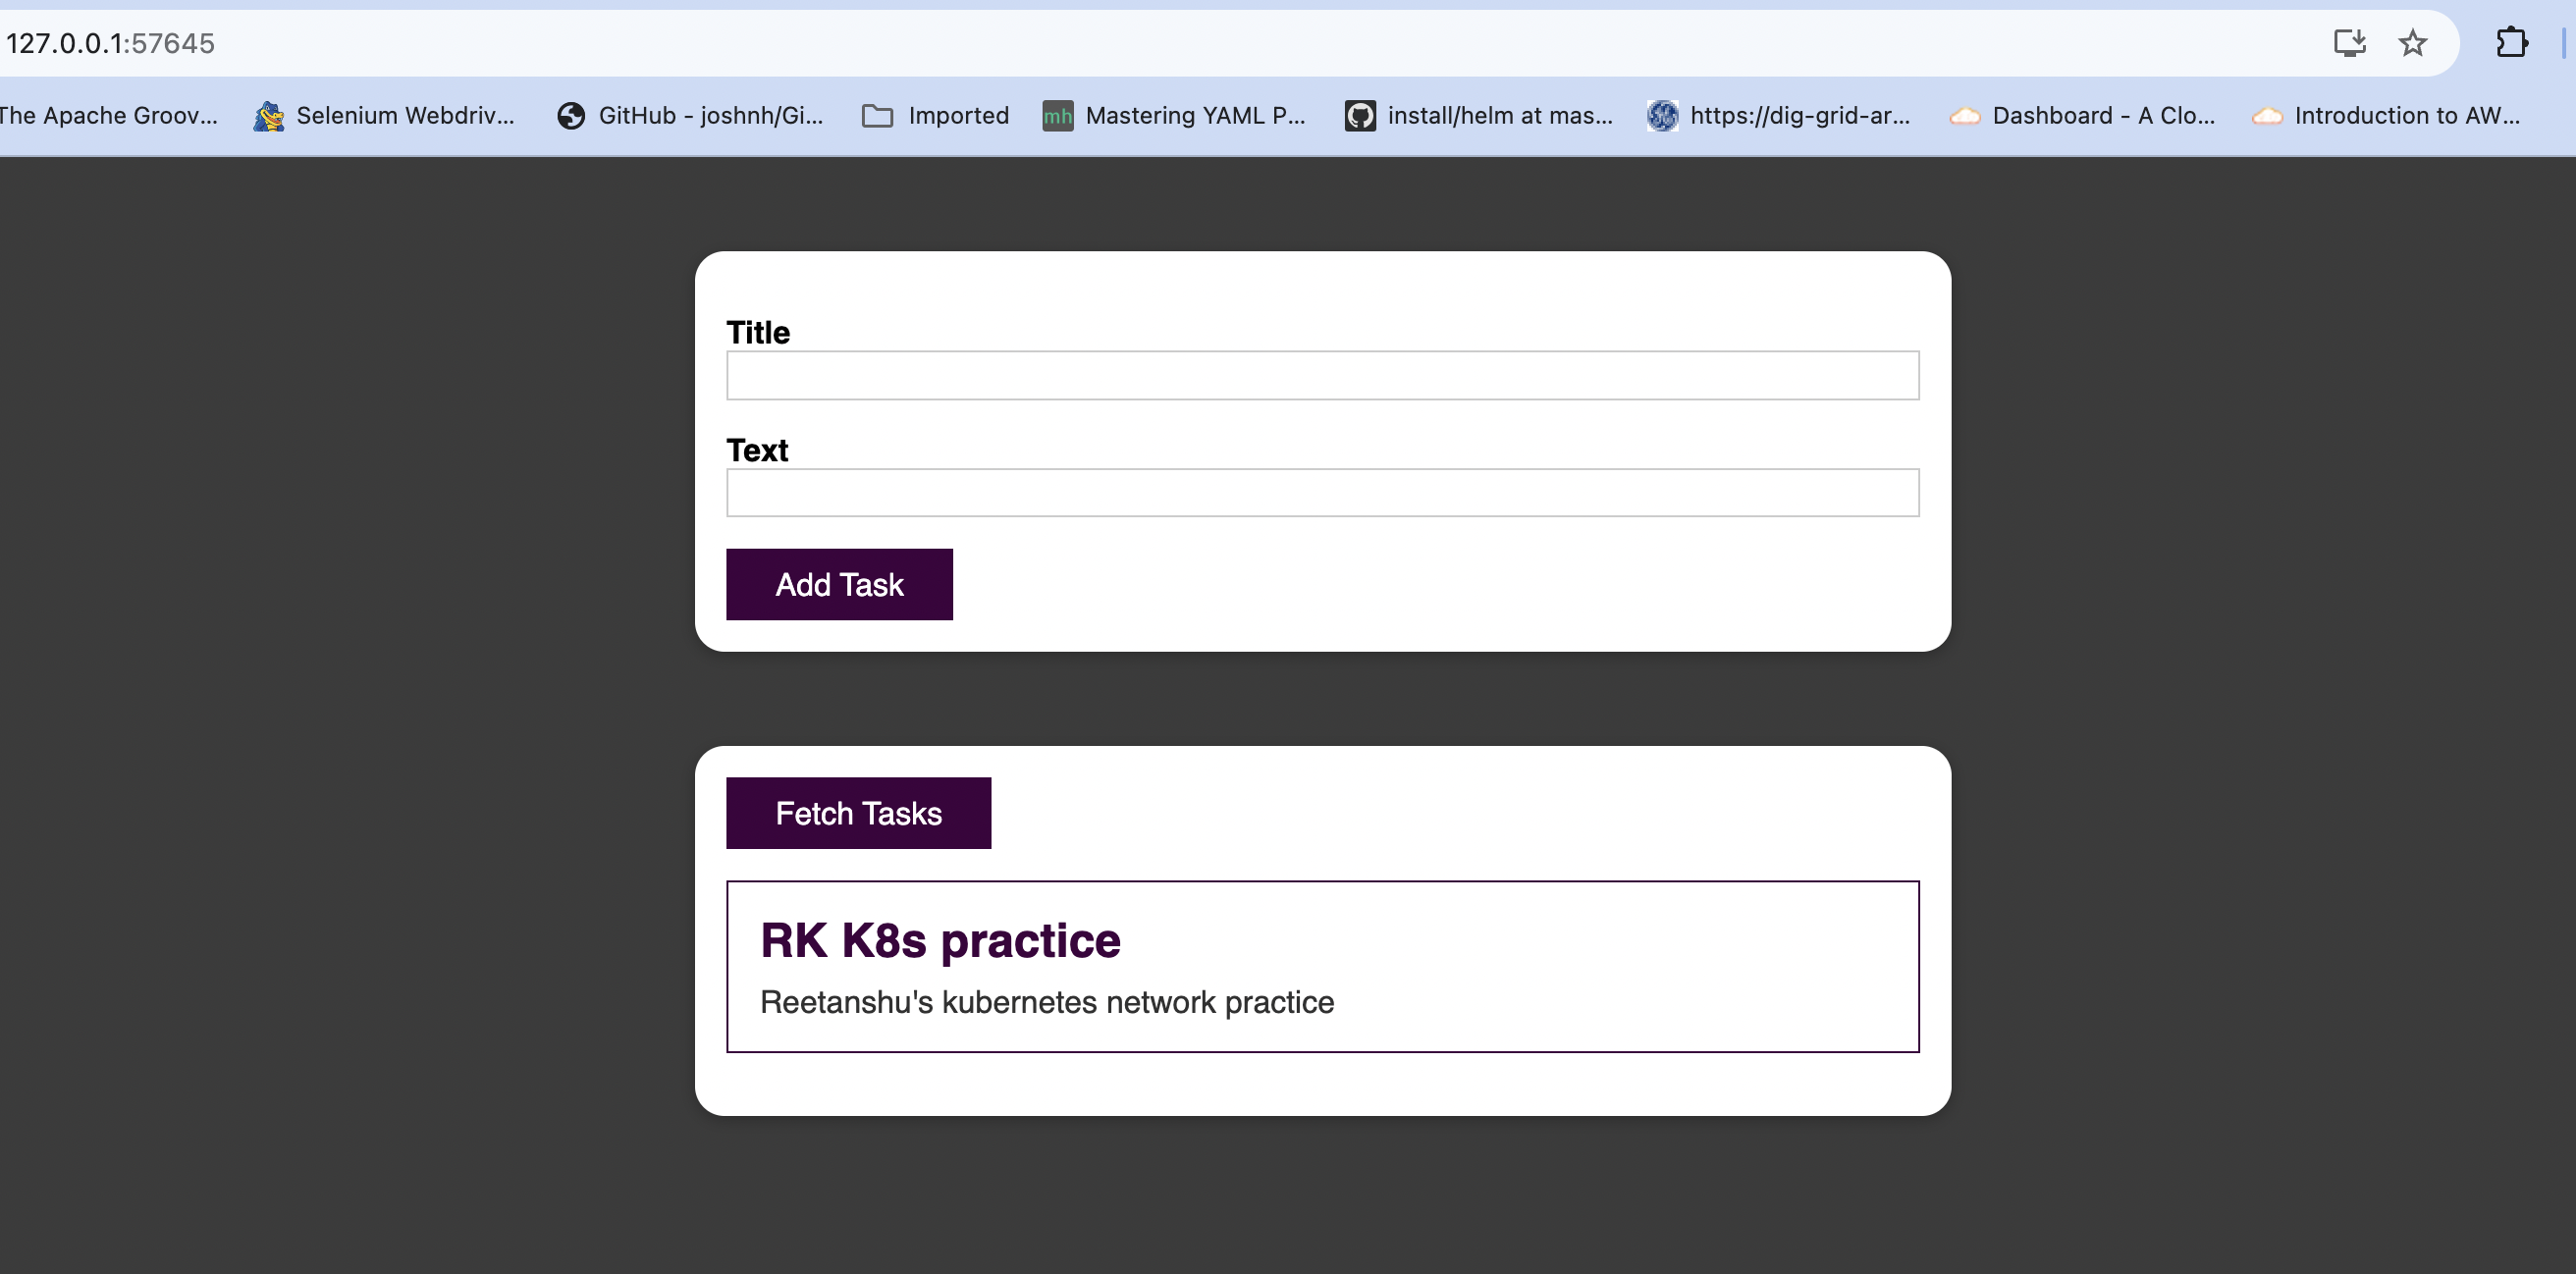 127.0.0.1:57645
The Apache Groov... Selenium Webdriv... GitHub - joshnh/Gi... Imported mh Mastering YAML P... install/helm at mas... https://dig-grid-ar... Dashboard - A Clo... Introduction to AW...
Title
Text
Add Task
Fetch Tasks
RK K8s practice
Reetanshu's kubernetes network practice